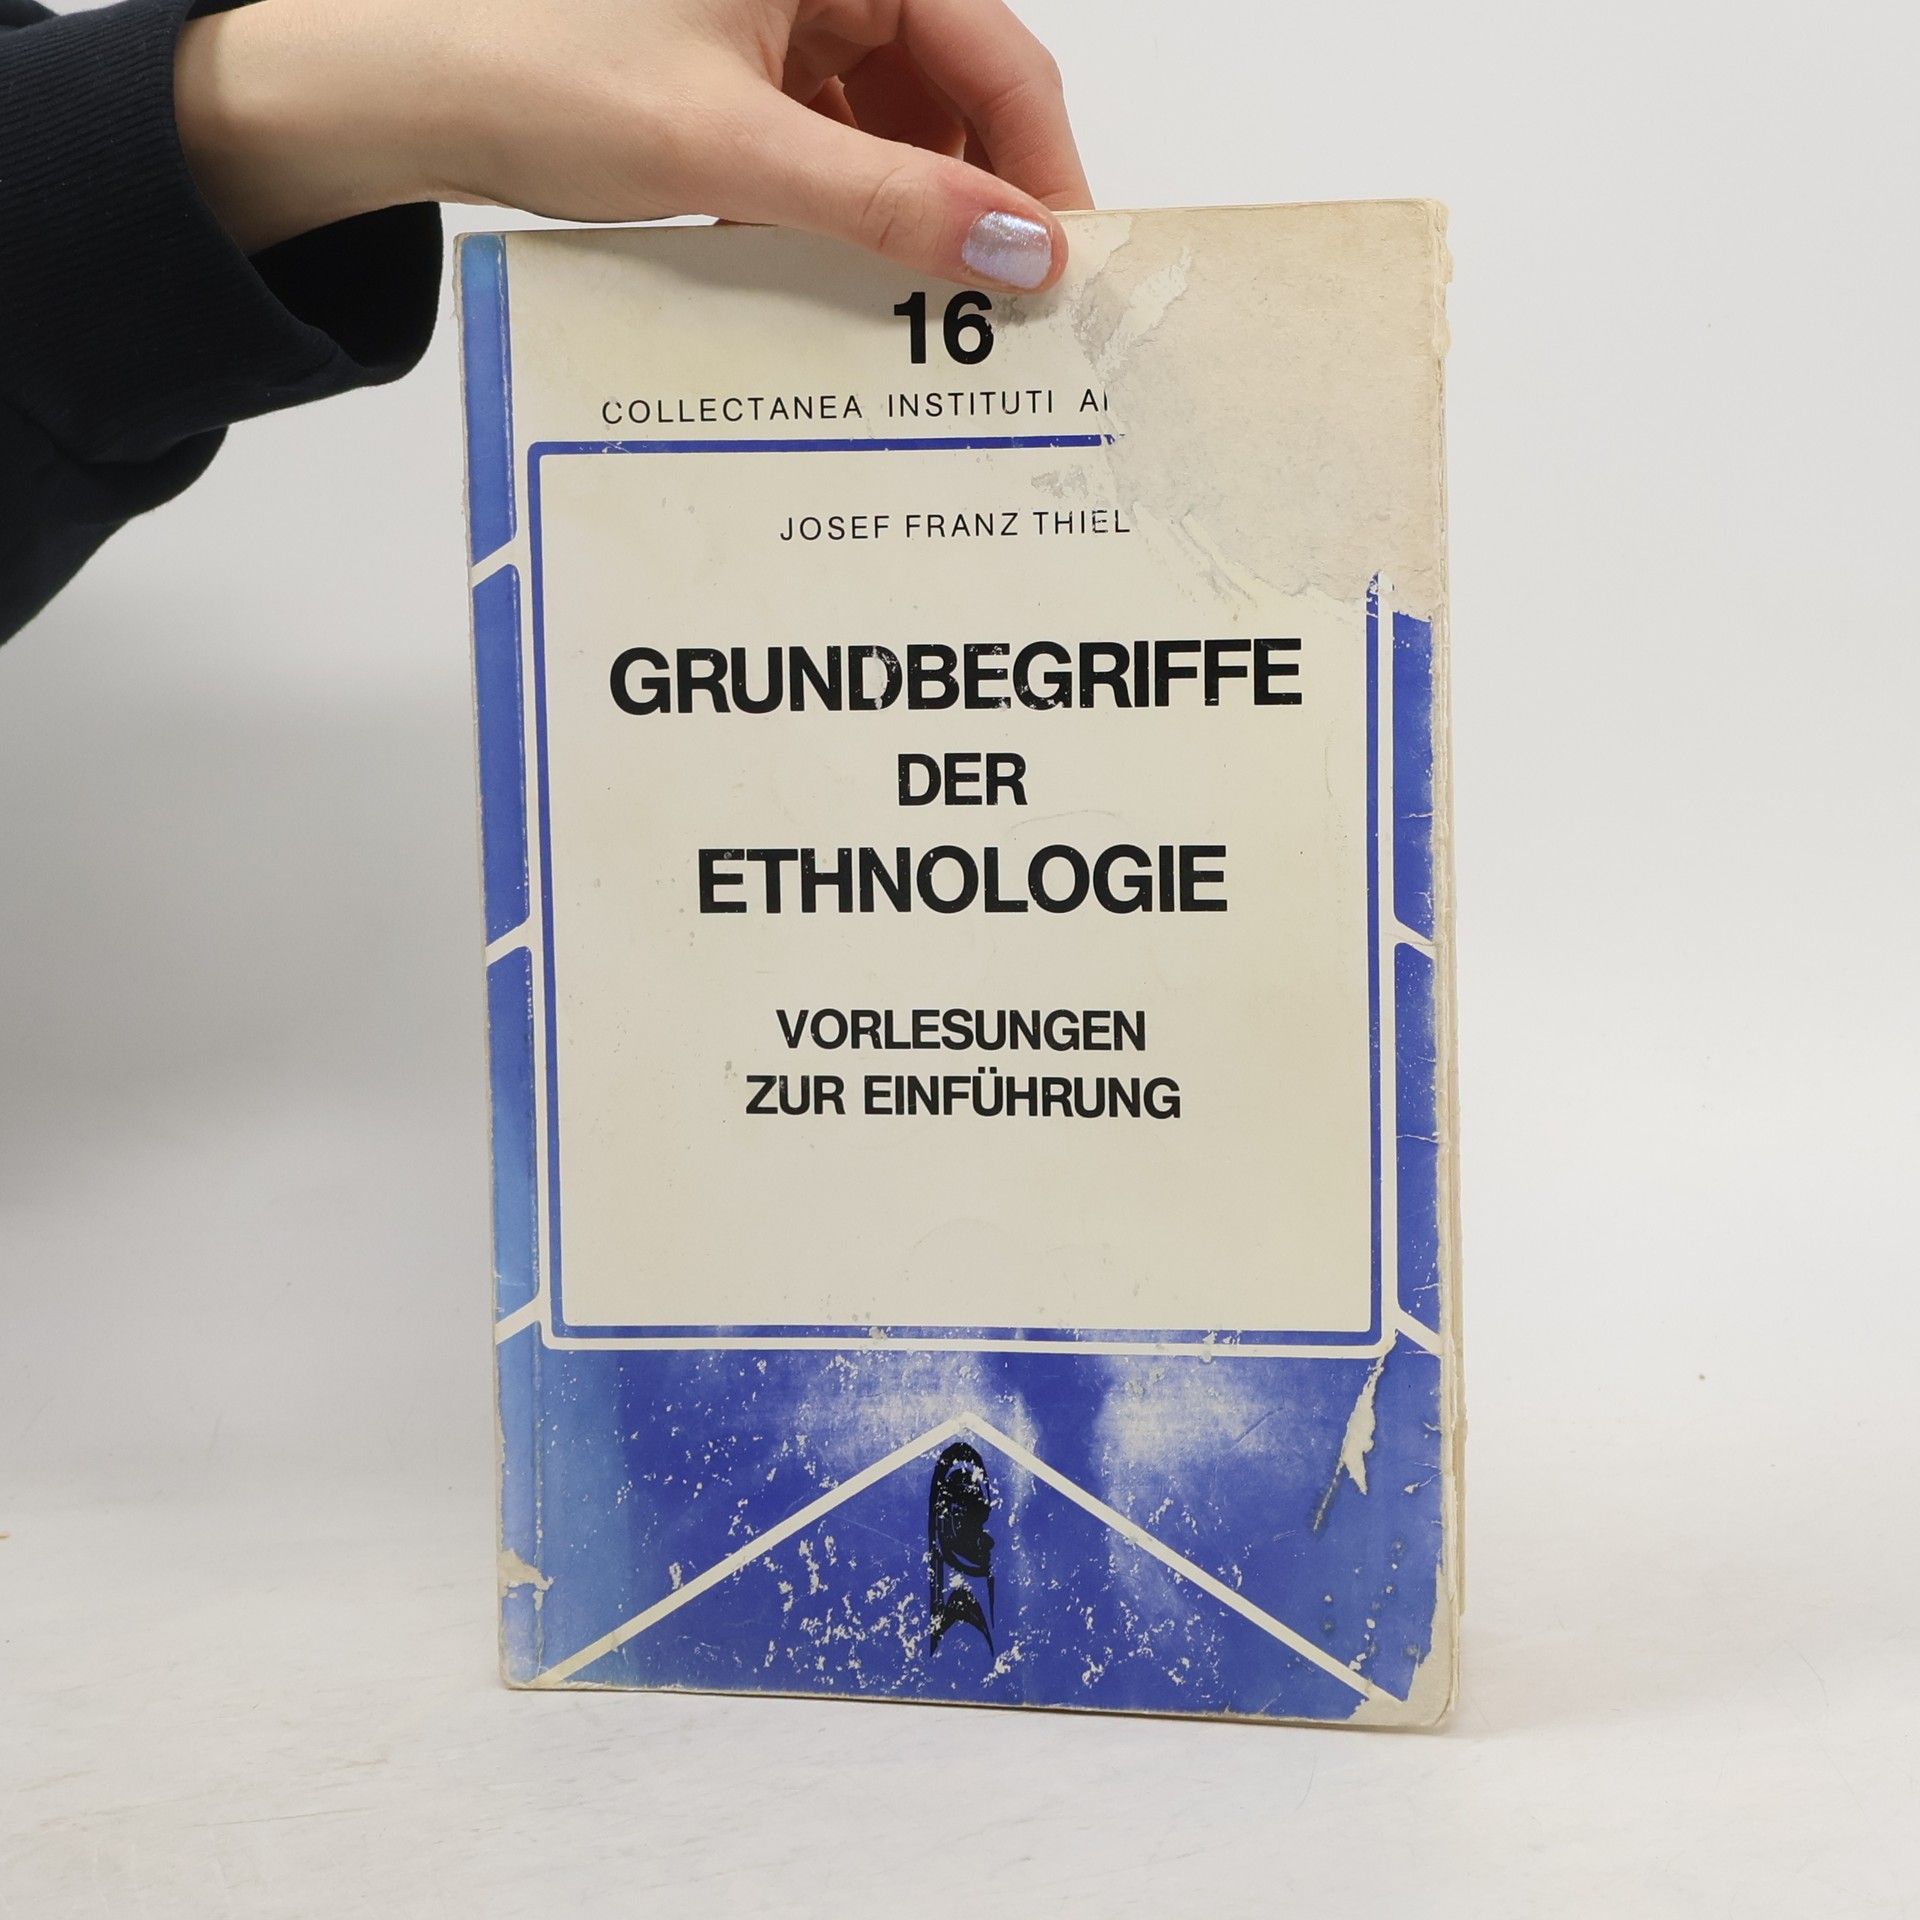 16
COLLECTANEA INSTITUTI
JOSEF FRANZ THIEL
GRUNDBEGRIFFE
DER
ETHNOLOGIE
VORLESUNGEN
ZUR EINFÜHRUNG